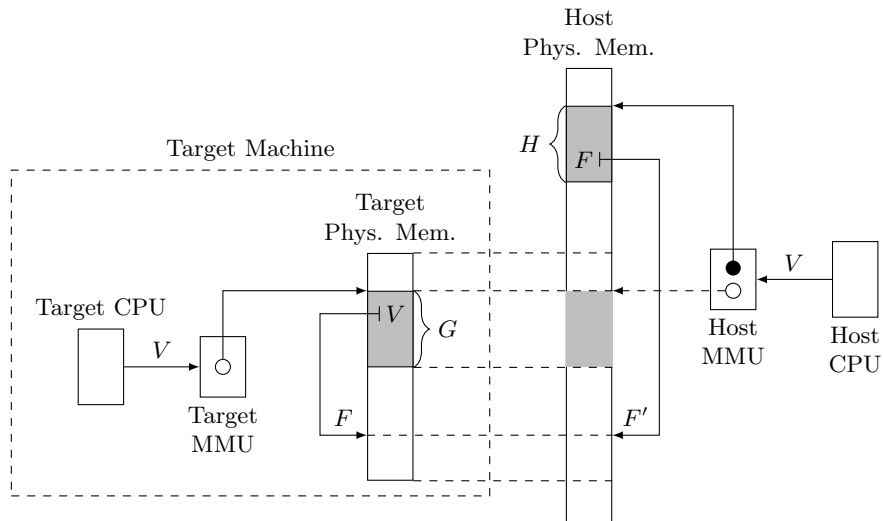 Host
Phys. Mem.
H
F
Target Machine
Target
Phys. Mem.
V
Target CPU
V
V
G
Host
MMU
Host
CPU
Target
MMU
F
F′